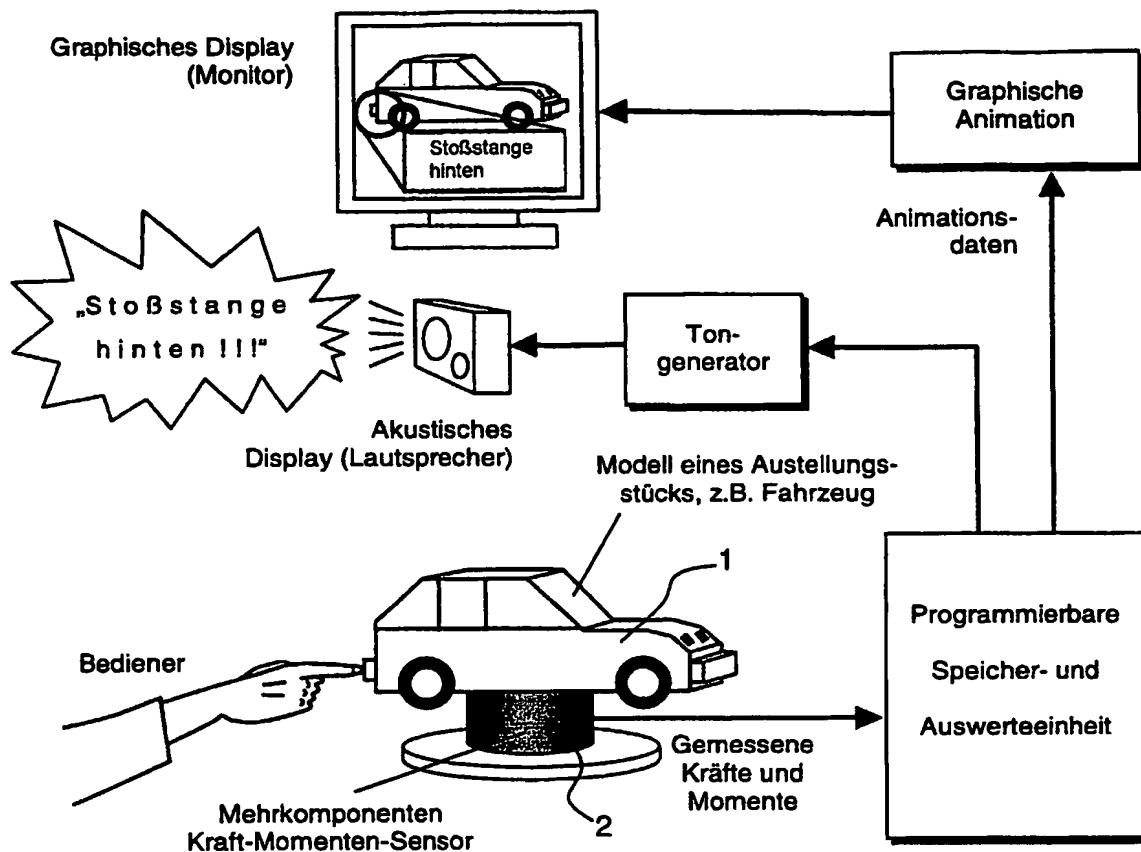 Graphisches Display
(Monitor)
Stoßstange
hinten
Graphische
Animation
Animations-
daten
„Stoßstange
hinten !!!“
Ton-
generator
Akustisches
Display (Lautsprecher)
Modell eines Austellungs-
stücks, z.B. Fahrzeug
1
Bediener
Programmierbare
Speicher- und
Auswerteeinheit
Gemessene
Kräfte und
Momente
Mehrkomponenten
Kraft-Momenten-Sensor
2